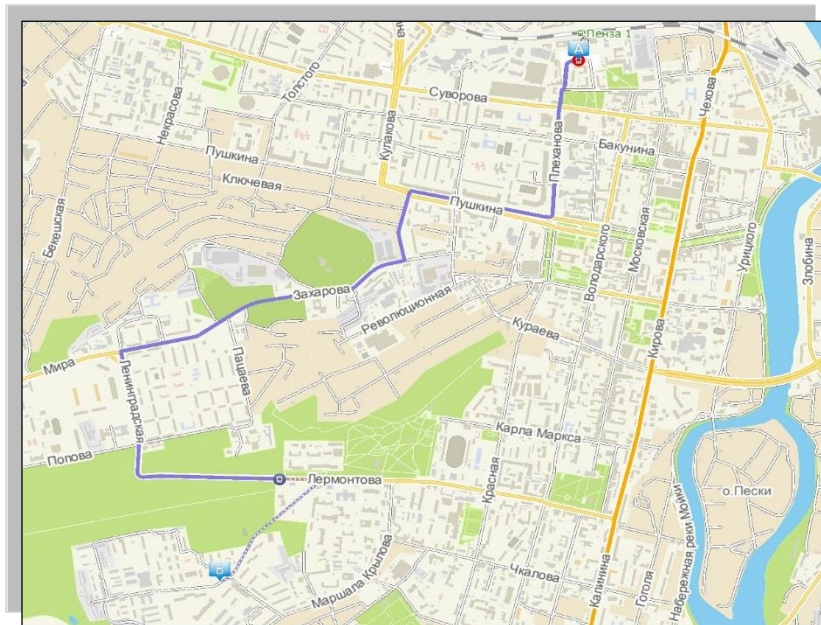 Пенза 1
A
Чехова
Толстого
Некрасова
Суворова
Кулакова
Плеханова
Бакунина
Пушкина
Ключевая
Пушкина
Бекешская
Московская
Володарского
Урицкого
Злобина
Захарова
Революционная
Кураева
Кирова
Мира
Пацаева
Ленинградская
Карла Маркса
Попова
Красная
Лермонтова
о.Пески
Набережная реки Мойки
B
Чкалова
Маршала Крылова
Калинина
Гоголя